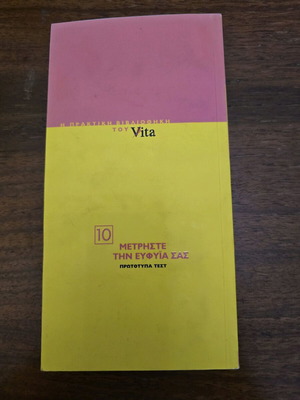 Η ΠΡΑΚΤΙΚΗ ΒΙΒΛΙΟΘΗΚΗ
ΤΟΥ Vita
10
ΜΕΤΡΗΣΤΕ
ΤΗΝ ΕΥΦΥΪΑ ΣΑΣ
ΠΡΩΤΟΤΥΠΑ ΤΕΣΤ